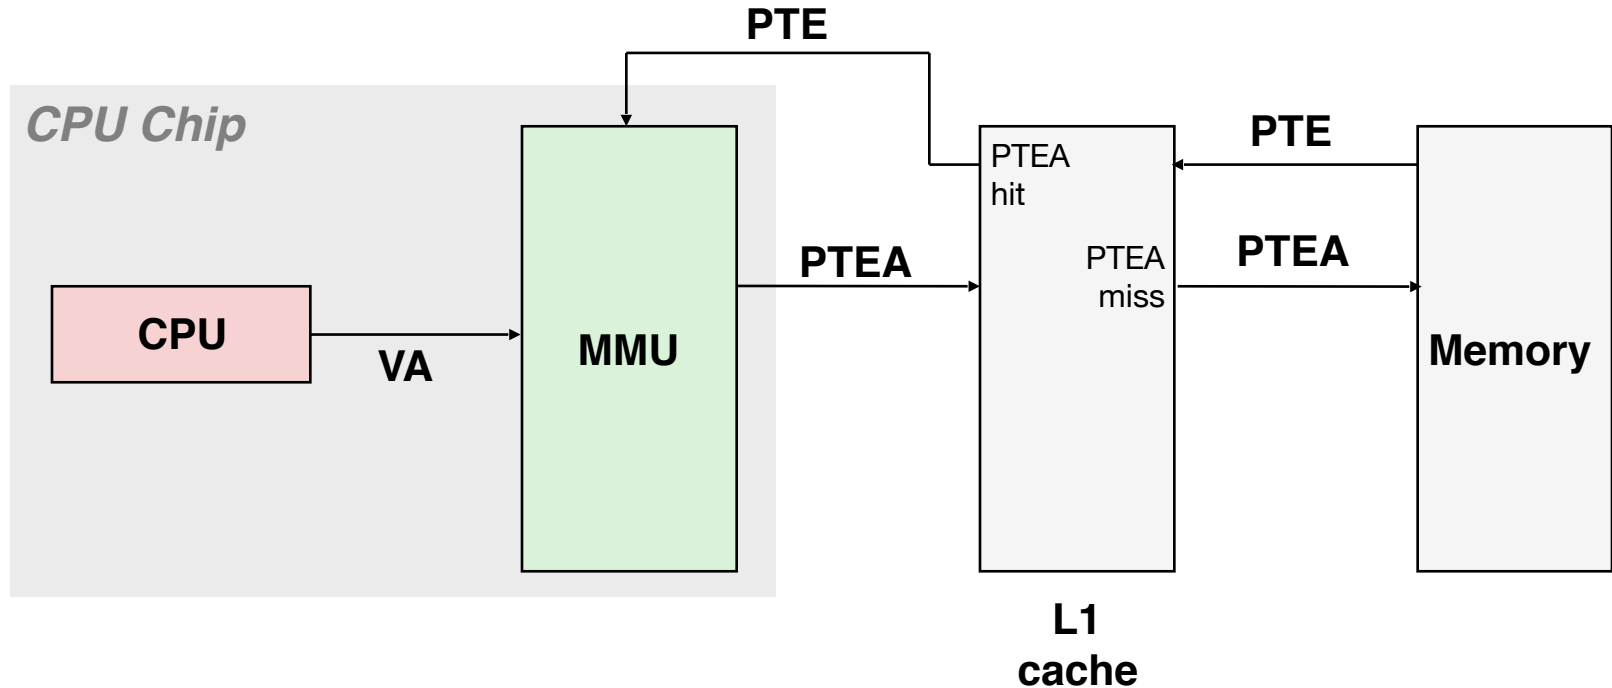 PTE
CPU Chip
PTEA
hit
PTE
PTEA
PTEA
miss
PTEA
CPU
VA
MMU
Memory
L1
cache